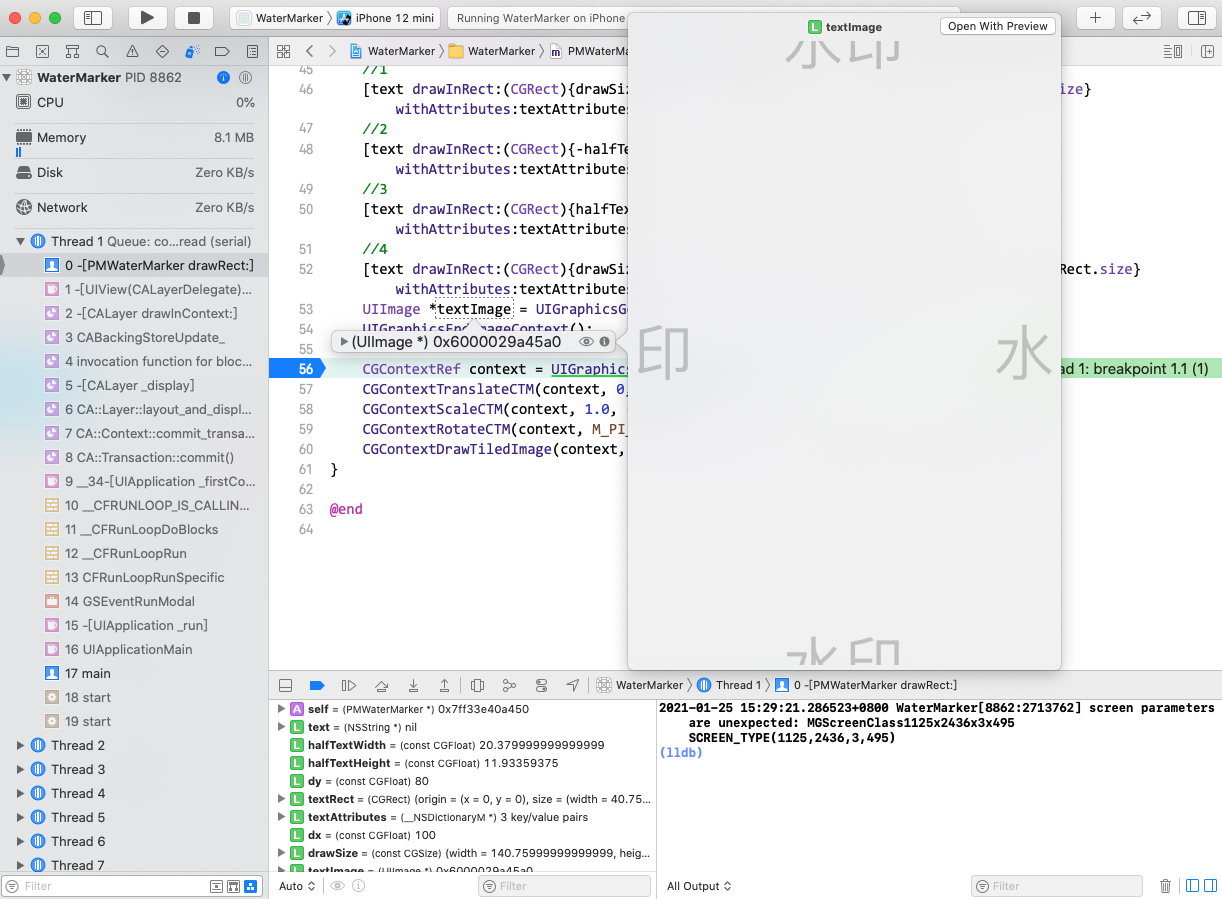 WaterMarker 〉 iPhone 12 mini
Running WaterMarker on iPhone
WaterMarker PID 8862
CPU 0%
Memory 8.1 MB
Disk Zero KB/s
Network Zero KB/s
Thread 1 Queue: co...read (serial)
0 -[PMWaterMarker drawRect:]
1 -[UIView(CALayerDelegate)...
2 -[CALayer drawInContext:]
3 CABackingStoreUpdate_
4 invocation function for bloc...
5 -[CALayer _display]
6 CA::Layer::layout_and_displ...
7 CA::Context::commit_transa...
8 CA::Transaction::commit()
9 __34-[UIApplication _firstCo...
10 __CFRUNLOOP_IS_CALLIN...
11 __CFRunLoopDoBlocks
12 __CFRunLoopRun
13 CFRunLoopRunSpecific
14 GSEventRunModal
15 -[UIApplication _run]
16 UIApplicationMain
17 main
18 start
19 start
Thread 2
Thread 3
Thread 4
Thread 5
Thread 6
Thread 7
Filter
WaterMarker 〉 WaterMarker 〉 m PMWaterMa
45 //1
46 [text drawInRect:(CGRect){drawSiz ize}
withAttributes:textAttributes
47 //2
48 [text drawInRect:(CGRect){-halfTe
withAttributes:textAttributes
49 //3
50 [text drawInRect:(CGRect){halfTex
withAttributes:textAttributes
51 //4
52 [text drawInRect:(CGRect){drawSiz Rect.size}
withAttributes:textAttributes
53 UIImage *textImage = UIGraphicsGe
54 UIGraphicsEndImageContext();
55
(UIImage *) 0x6000029a45a0
56 CGContextRef context = UIGraphics ad 1: breakpoint 1.1 (1)
57 CGContextTranslateCTM(context, 0
58 CGContextScaleCTM(context, 1.0,
59 CGContextRotateCTM(context, M_PI_
60 CGContextDrawTiledImage(context,
61 }
62
63 @end
64
L textImage
Open With Preview
水印
印 水
水印
WaterMarker 〉 Thread 1 〉 0 -[PMWaterMarker drawRect:]
A self = (PMWaterMarker *) 0x7ff33e40a450
L text = (NSString *) nil
L halfTextWidth = (const CGFloat) 20.379999999999999
L halfTextHeight = (const CGFloat) 11.93359375
L dy = (const CGFloat) 80
L textRect = (CGRect) (origin = (x = 0, y = 0), size = (width = 40.75...
L textAttributes = (__NSDictionaryM *) 3 key/value pairs
L dx = (const CGFloat) 100
L drawSize = (const CGSize) (width = 140.75999999999999, heig...
L textImage = (UIImage *) 0x6000029a45a0
Auto
Filter
2021-01-25 15:29:21.286523+0800 WaterMarker[8862:2713762] screen parameters
are unexpected: MGScreenClass1125x2436x3x495
SCREEN_TYPE(1125,2436,3,495)
(lldb)
All Output
Filter